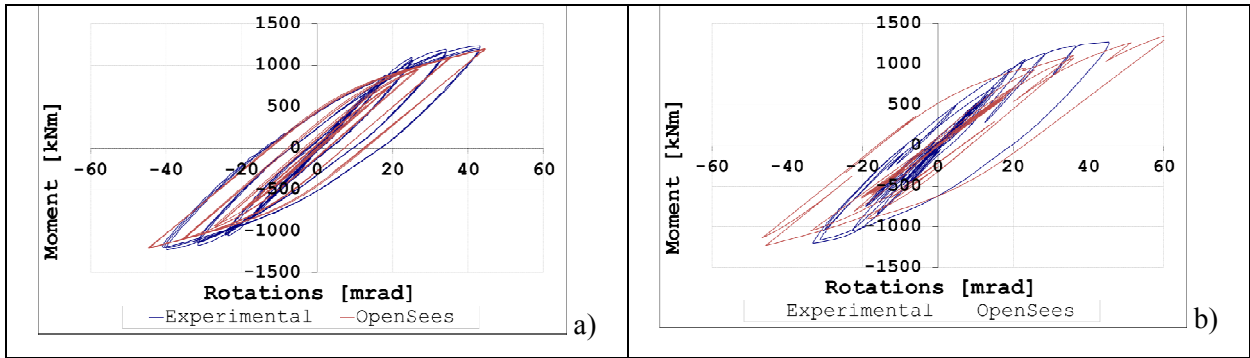 1500
1000
500
0
-60 -40 -20 0 20 40 60
-500
-1000
-1500
Moment [kNm]
Rotations [mrad]
—Experimental —OpenSees
a)
1500
1000
500
0
-60 -40 -20 0 20 40 60
-500
-1000
-1500
Moment [kNm]
Rotations [mrad]
Experimental OpenSees
b)